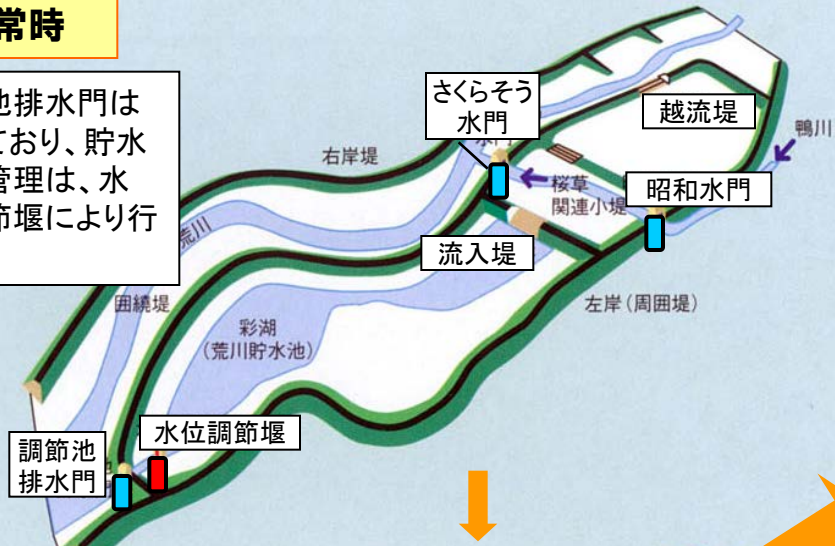 常時
池排水門は
ており、貯水
管理は、水
節堰により行
さくらそう
水門
越流堤
鴨川
右岸堤
桜草
関連小堤
昭和水門
荒川
流入堤
囲繞堤
彩湖
(荒川貯水池)
左岸(周囲堤)
水位調節堰
調節池
排水門